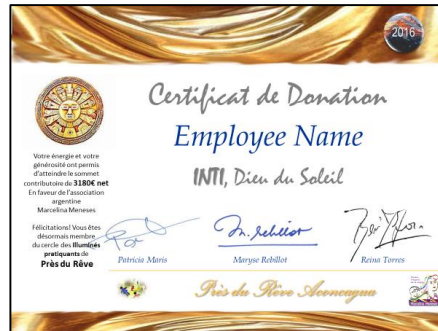 2016
Certificat de Donation
Employee Name
INTI, Dieu du Soleil
Votre énergie et votre
générosité ont permis
d'atteindre le sommet
contributoire de 3180€ net
En faveur de l'association
argentine
Marcelina Meneses
Félicitations! Vous êtes
désormais membre
du cercle des Illuminés
pratiquants de
Près du Rêve
Patricia Maris
Maryse Rebillot
Reina Torres
Près du Rêve Aconcagua